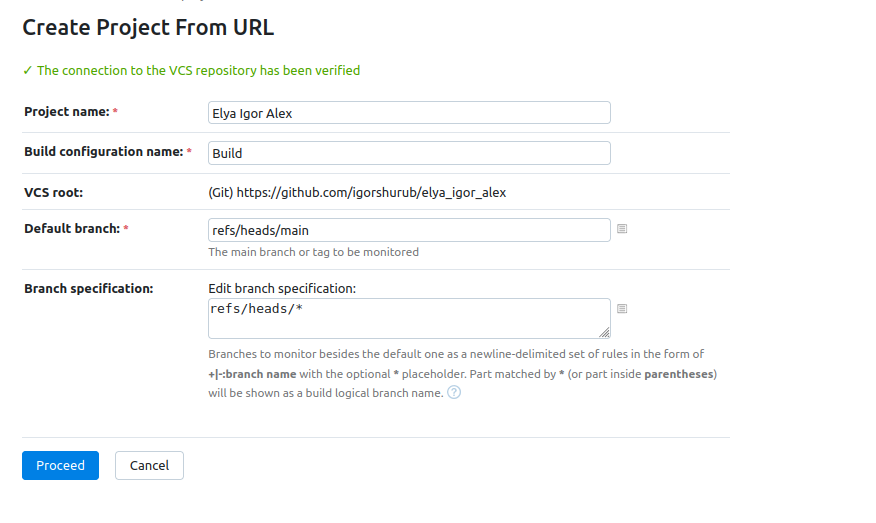 Create Project From URL
✓ The connection to the VCS repository has been verified
Project name: * Elya Igor Alex
Build configuration name: * Build
VCS root: (Git) https://github.com/igorshurub/elya_igor_alex
Default branch: * refs/heads/main
The main branch or tag to be monitored
Branch specification: Edit branch specification:
refs/heads/*
Branches to monitor besides the default one as a newline-delimited set of rules in the form of
+|-:branch name with the optional * placeholder. Part matched by * (or part inside parentheses)
will be shown as a build logical branch name. ?
Proceed Cancel